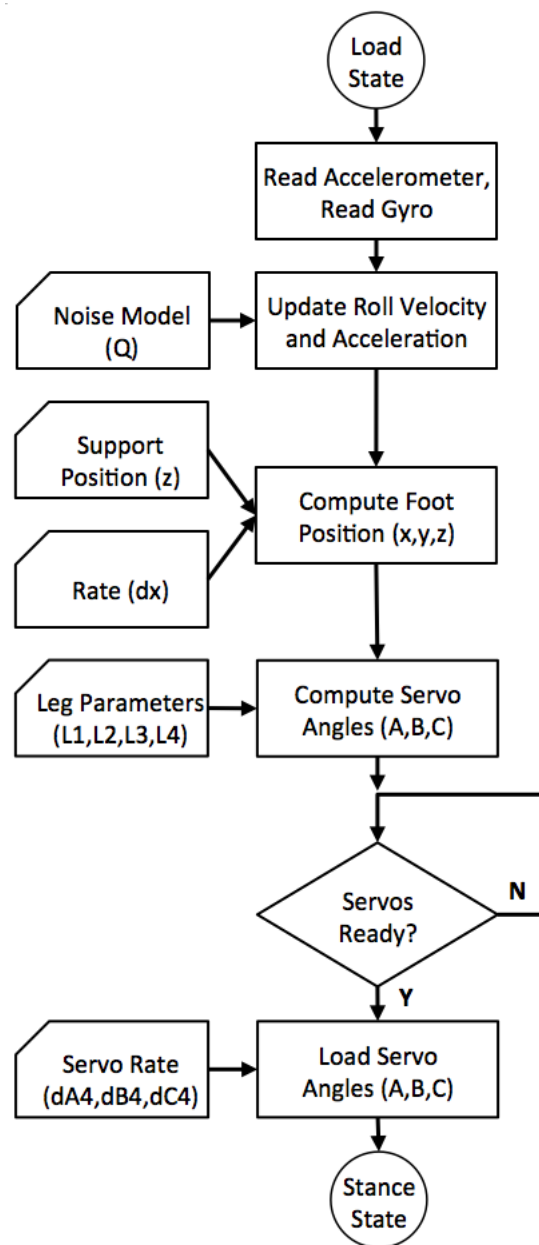 Load
State
Read Accelerometer,
Read Gyro
Noise Model
(Q)
Update Roll Velocity
and Acceleration
Support
Position (z)
Compute Foot
Position (x,y,z)
Rate (dx)
Leg Parameters
(L1,L2,L3,L4)
Compute Servo
Angles (A,B,C)
Servos
Ready?
N
Y
Servo Rate
(dA4,dB4,dC4)
Load Servo
Angles (A,B,C)
Stance
State